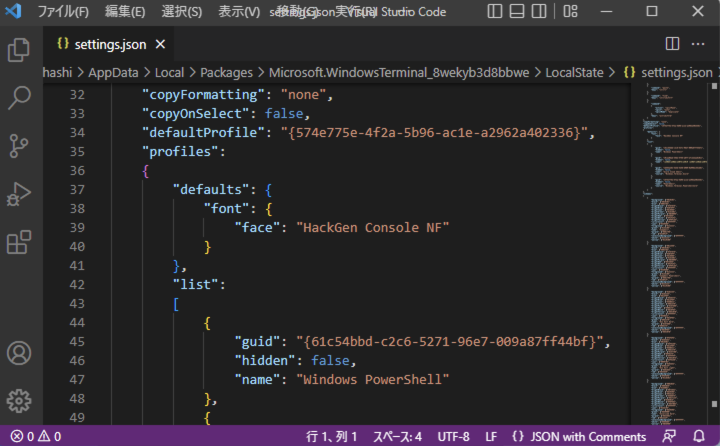 ファイル(F) 編集(E) 選択(S) 表示(V) 移動(G) 実行(R) ···
settings.json - Visual Studio Code
{} settings.json ×
hashi > AppData > Local > Packages > Microsoft.WindowsTerminal_8wekyb3d8bbwe > LocalState > {} settings.json >
32 "copyFormatting": "none",
33 "copyOnSelect": false,
34 "defaultProfile": "{574e775e-4f2a-5b96-ac1e-a2962a402336}",
35 "profiles":
36 {
37 "defaults": {
38 "font": {
39 "face": "HackGen Console NF"
40 }
41 },
42 "list":
43 [
44 {
45 "guid": "{61c54bbd-c2c6-5271-96e7-009a87ff44bf}",
46 "hidden": false,
47 "name": "Windows PowerShell"
48 },
49 {
0 0 行 1、列 1 スペース: 4 UTF-8 LF {} JSON with Comments